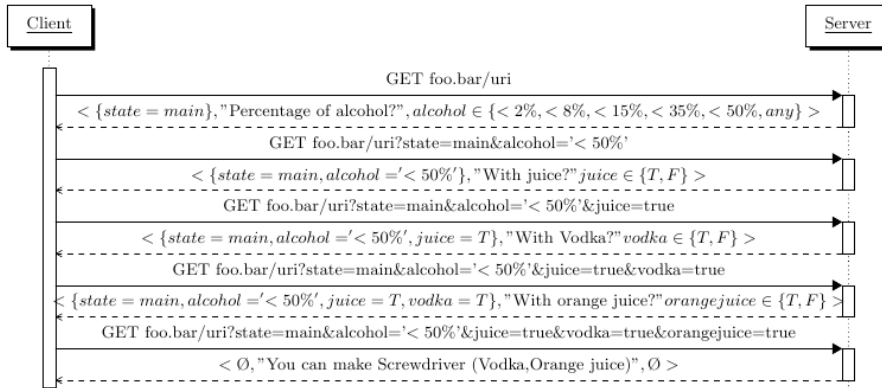 Client Server
GET foo.bar/uri
< {state = main}, "Percentage of alcohol?", alcohol ∈ {< 2%, < 8%, < 15%, < 35%, < 50%, any} >
GET foo.bar/uri?state=main&alcohol='< 50%'
< {state = main, alcohol ='< 50%'}, "With juice?" juice ∈ {T, F} >
GET foo.bar/uri?state=main&alcohol='< 50%'&juice=true
< {state = main, alcohol ='< 50%', juice = T}, "With Vodka?" vodka ∈ {T, F} >
GET foo.bar/uri?state=main&alcohol='< 50%'&juice=true&vodka=true
< {state = main, alcohol ='< 50%', juice = T, vodka = T}, "With orange juice?" orangejuice ∈ {T, F} >
GET foo.bar/uri?state=main&alcohol='< 50%'&juice=true&vodka=true&orangejuice=true
< Ø, "You can make Screwdriver (Vodka,Orange juice)", Ø >